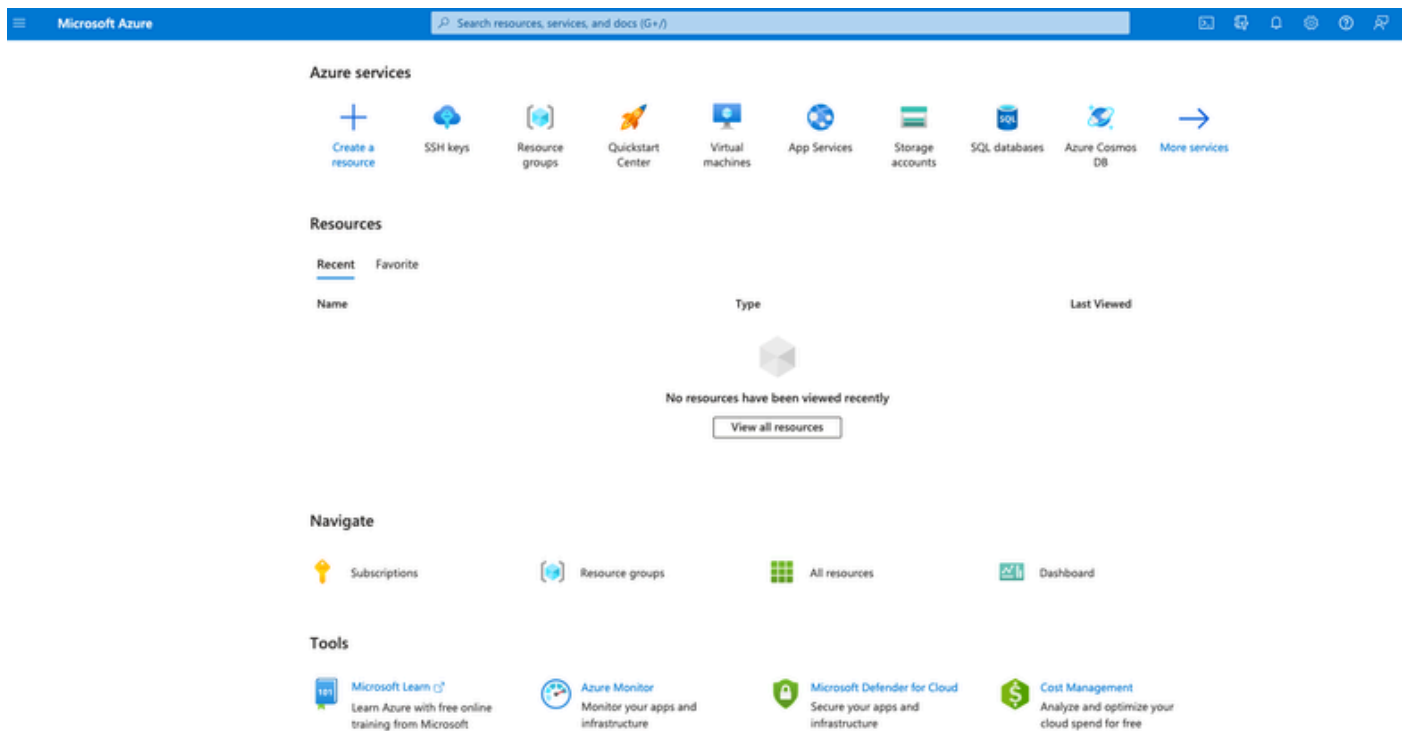 Microsoft Azure
Search resources, services, and docs (G+/)
Azure services
Create a
resource
SSH keys
Resource
groups
Quickstart
Center
Virtual
machines
App Services
Storage
accounts
SQL
SQL databases
Azure Cosmos
DB
More services
Resources
Recent
Favorite
Name
Type
Last Viewed
No resources have been viewed recently
View all resources
Navigate
Subscriptions
Resource groups
All resources
Dashboard
Tools
101
Microsoft Learn
Learn Azure with free online
training from Microsoft
Azure Monitor
Monitor your apps and
infrastructure
Microsoft Defender for Cloud
Secure your apps and
infrastructure
$
Cost Management
Analyze and optimize your
cloud spend for free